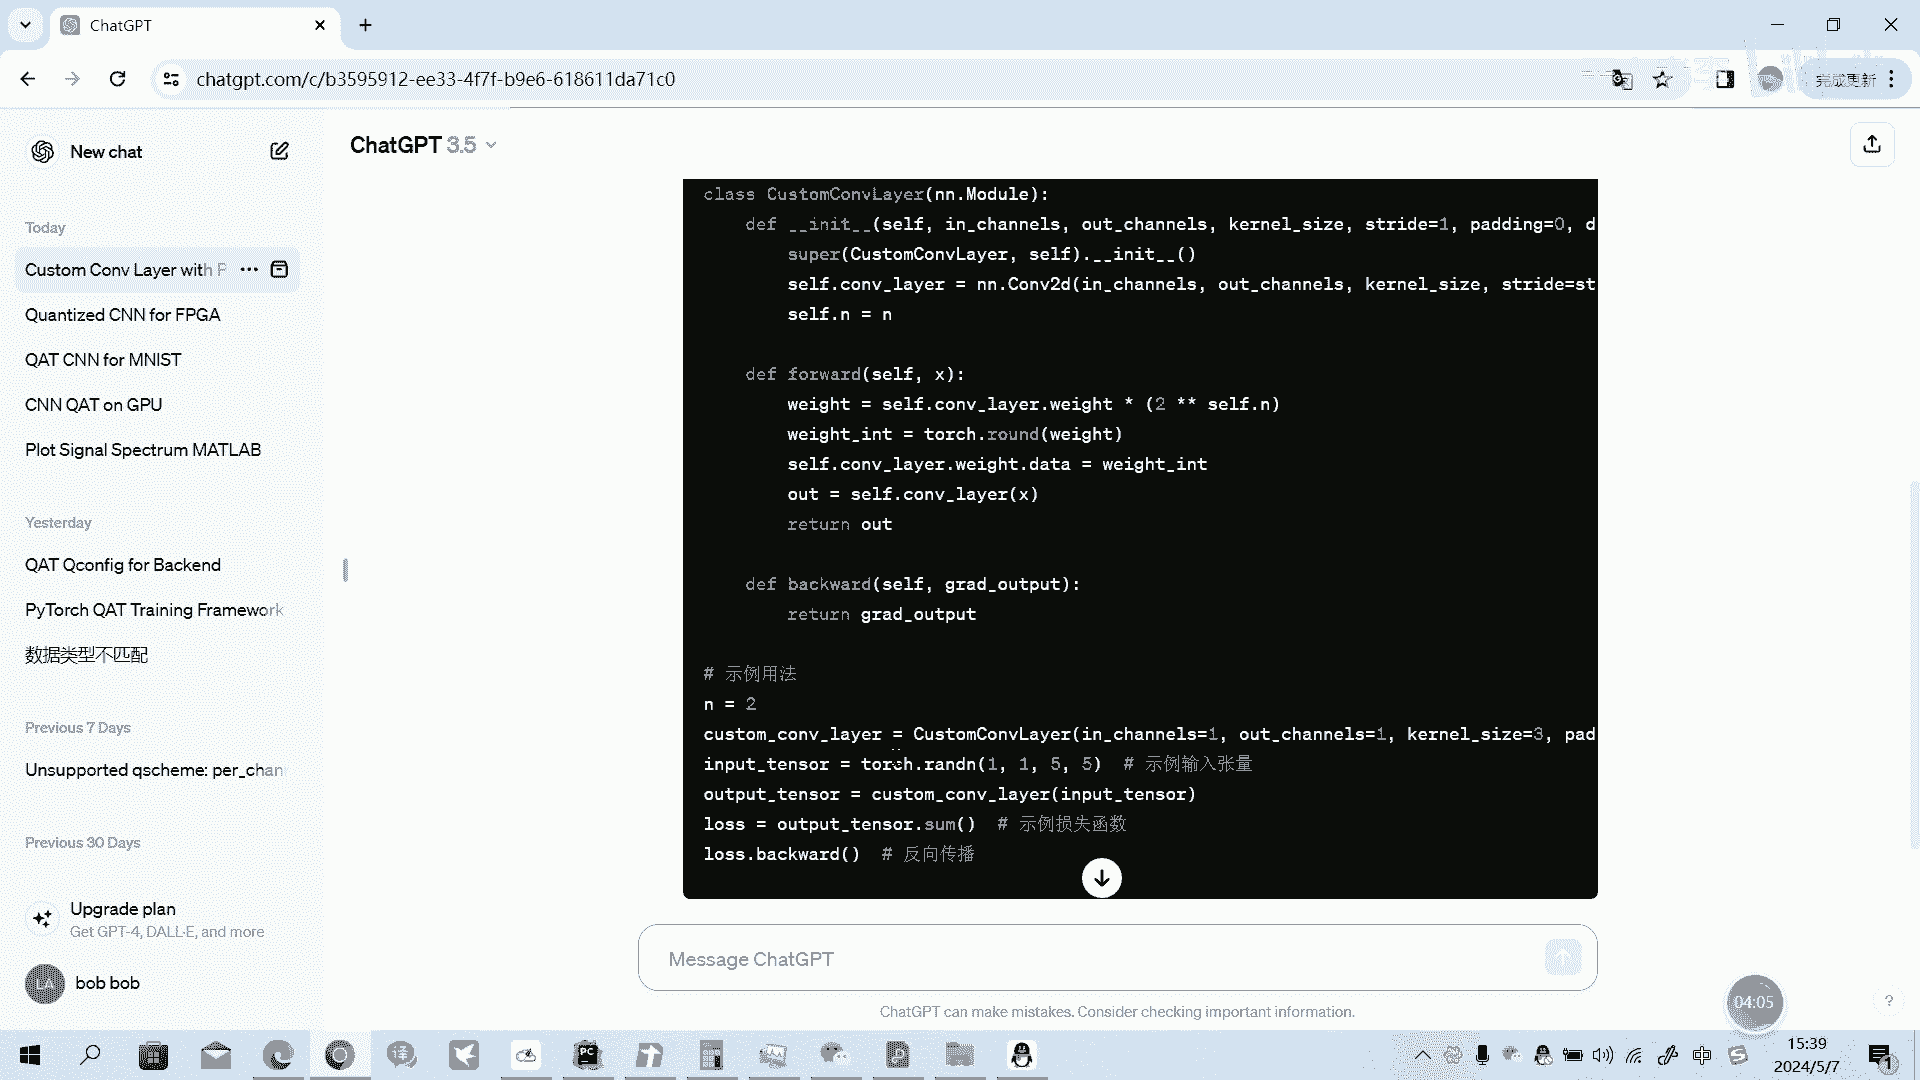 ChatGPT
chatgpt.com/c/b3595912-ee33-4f7f-b9e6-618611da71c0
完成更新
New chat
ChatGPT 3.5
Today
Custom Conv Layer with P
Quantized CNN for FPGA
QAT CNN for MNIST
CNN QAT on GPU
Plot Signal Spectrum MATLAB
Yesterday
QAT Qconfig for Backend
PyTorch QAT Training Framework
数据类型不匹配
Previous 7 Days
Unsupported qscheme: per_chan
Previous 30 Days
Upgrade plan
Get GPT-4, DALL·E, and more
LA
bob bob
class CustomConvLayer(nn.Module):
def __init__(self, in_channels, out_channels, kernel_size, stride=1, padding=0, d
super(CustomConvLayer, self).__init__()
self.conv_layer = nn.Conv2d(in_channels, out_channels, kernel_size, stride=st
self.n = n
def forward(self, x):
weight = self.conv_layer.weight * (2 ** self.n)
weight_int = torch.round(weight)
self.conv_layer.weight.data = weight_int
out = self.conv_layer(x)
return out
def backward(self, grad_output):
return grad_output
# 示例用法
n = 2
custom_conv_layer = CustomConvLayer(in_channels=1, out_channels=1, kernel_size=3, pad
input_tensor = torch.randn(1, 1, 5, 5) # 示例输入张量
output_tensor = custom_conv_layer(input_tensor)
loss = output_tensor.sum() # 示例损失函数
loss.backward() # 反向传播
Message ChatGPT
ChatGPT can make mistakes. Consider checking important information.
04:05
?
译
PC
中
15:39
2024/5/7
1